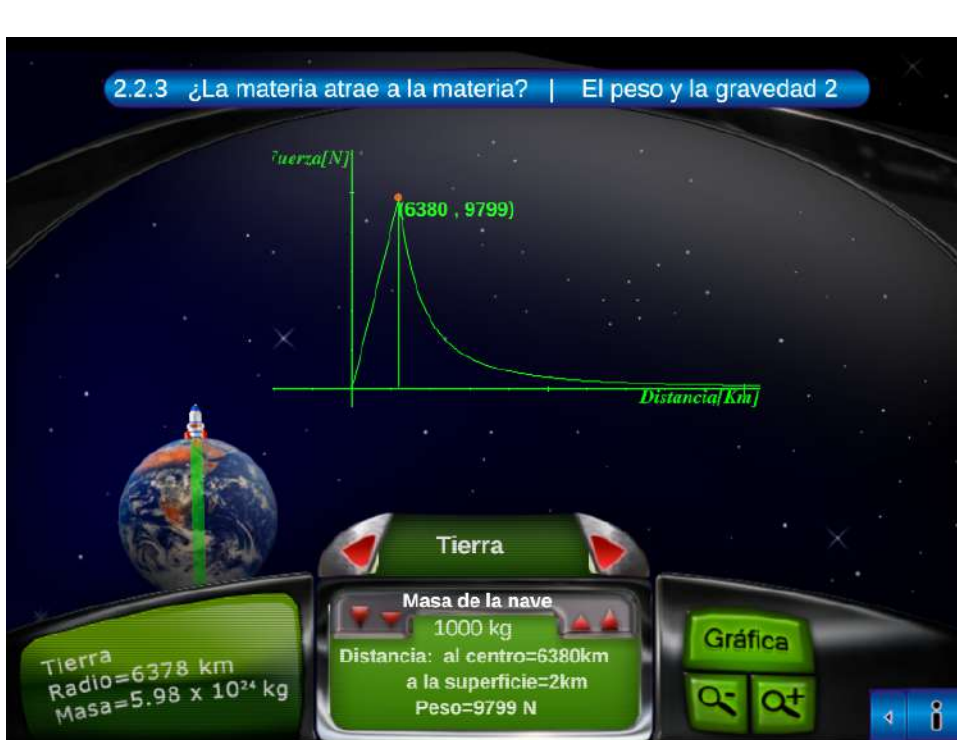 2.2.3 ¿La materia atrae a la materia? | El peso y la gravedad 2
uerza[N]
(6380 , 9799)
Distancia[Km]
Tierra
Masa de la nave
1000 kg
Distancia: al centro=6380km
a la superficie=2km
Peso=9799 N
Tierra
Radio=6378 km
Masa=5.98 x 10²⁴ kg
Gráfica
i